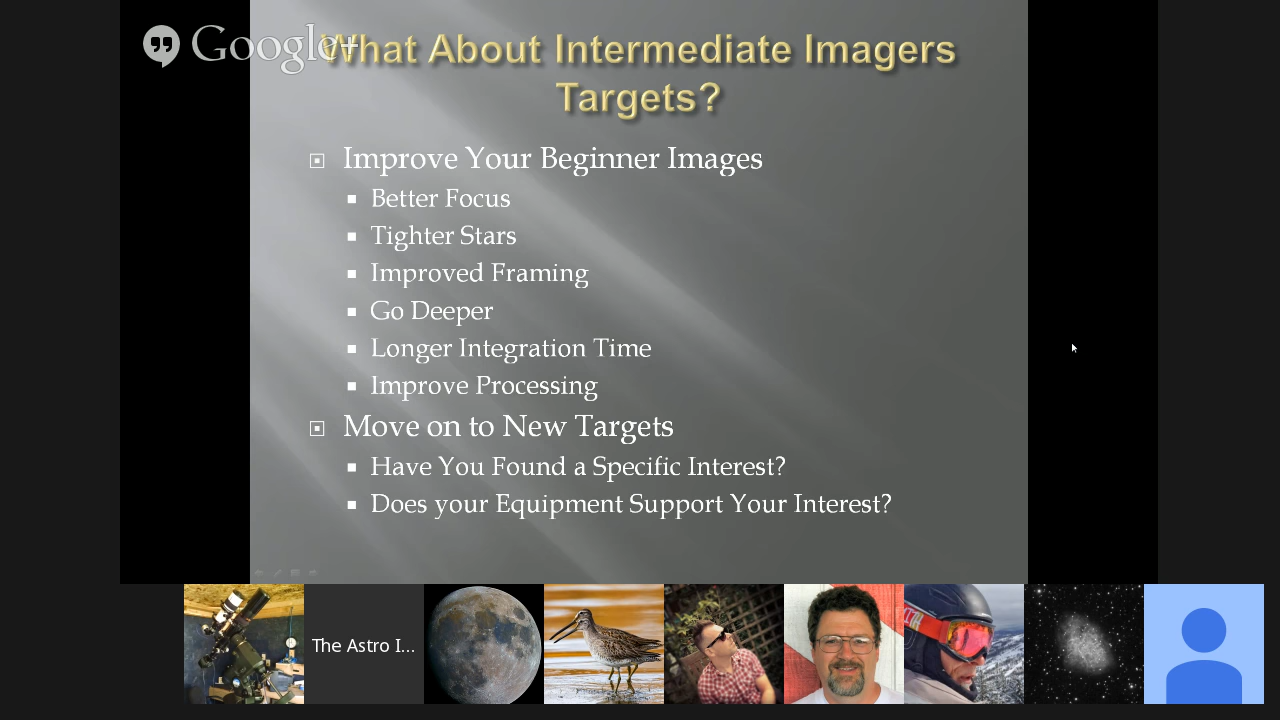 Google+
What About Intermediate Imagers
Targets?
Improve Your Beginner Images
Better Focus
Tighter Stars
Improved Framing
Go Deeper
Longer Integration Time
Improve Processing
Move on to New Targets
Have You Found a Specific Interest?
Does your Equipment Support Your Interest?
The Astro I...